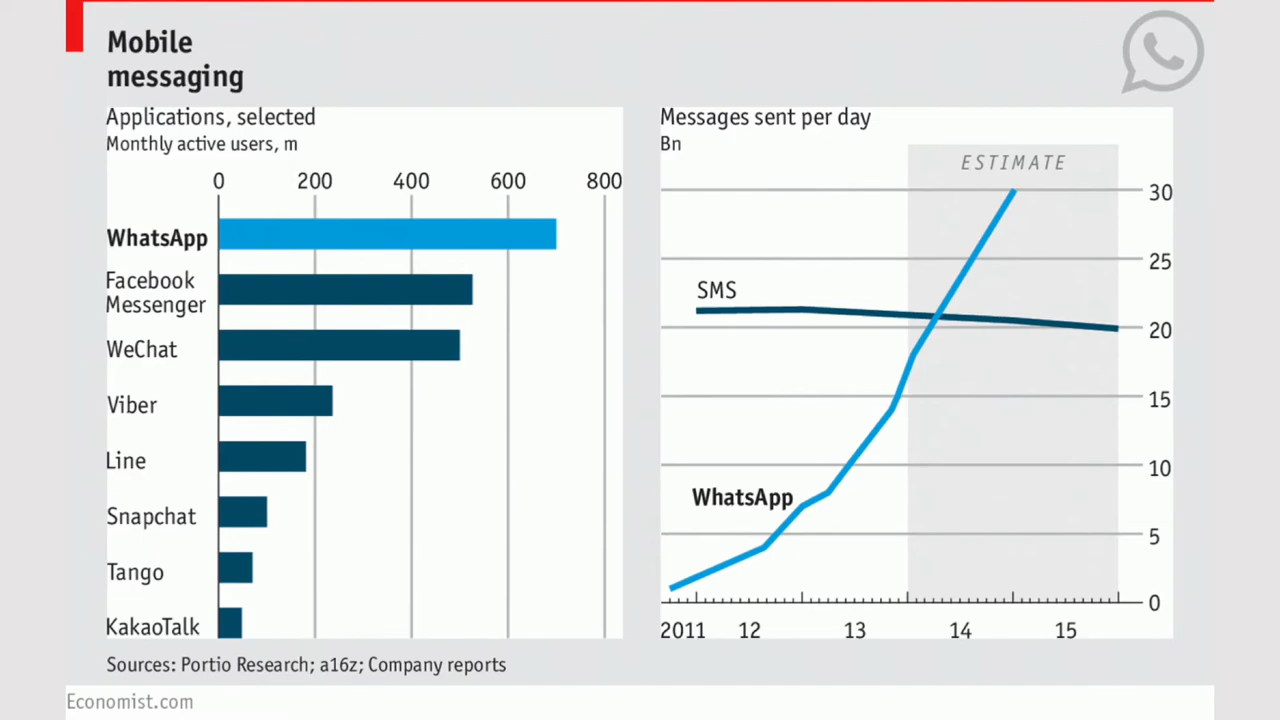 Mobile
messaging
Applications, selected
Monthly active users, m
0 200 400 600 800
WhatsApp
Facebook
Messenger
WeChat
Viber
Line
Snapchat
Tango
KakaoTalk
Messages sent per day
Bn
ESTIMATE
30
25
SMS
20
15
10
WhatsApp
5
0
2011 12 13 14 15
Sources: Portio Research; a16z; Company reports
Economist.com